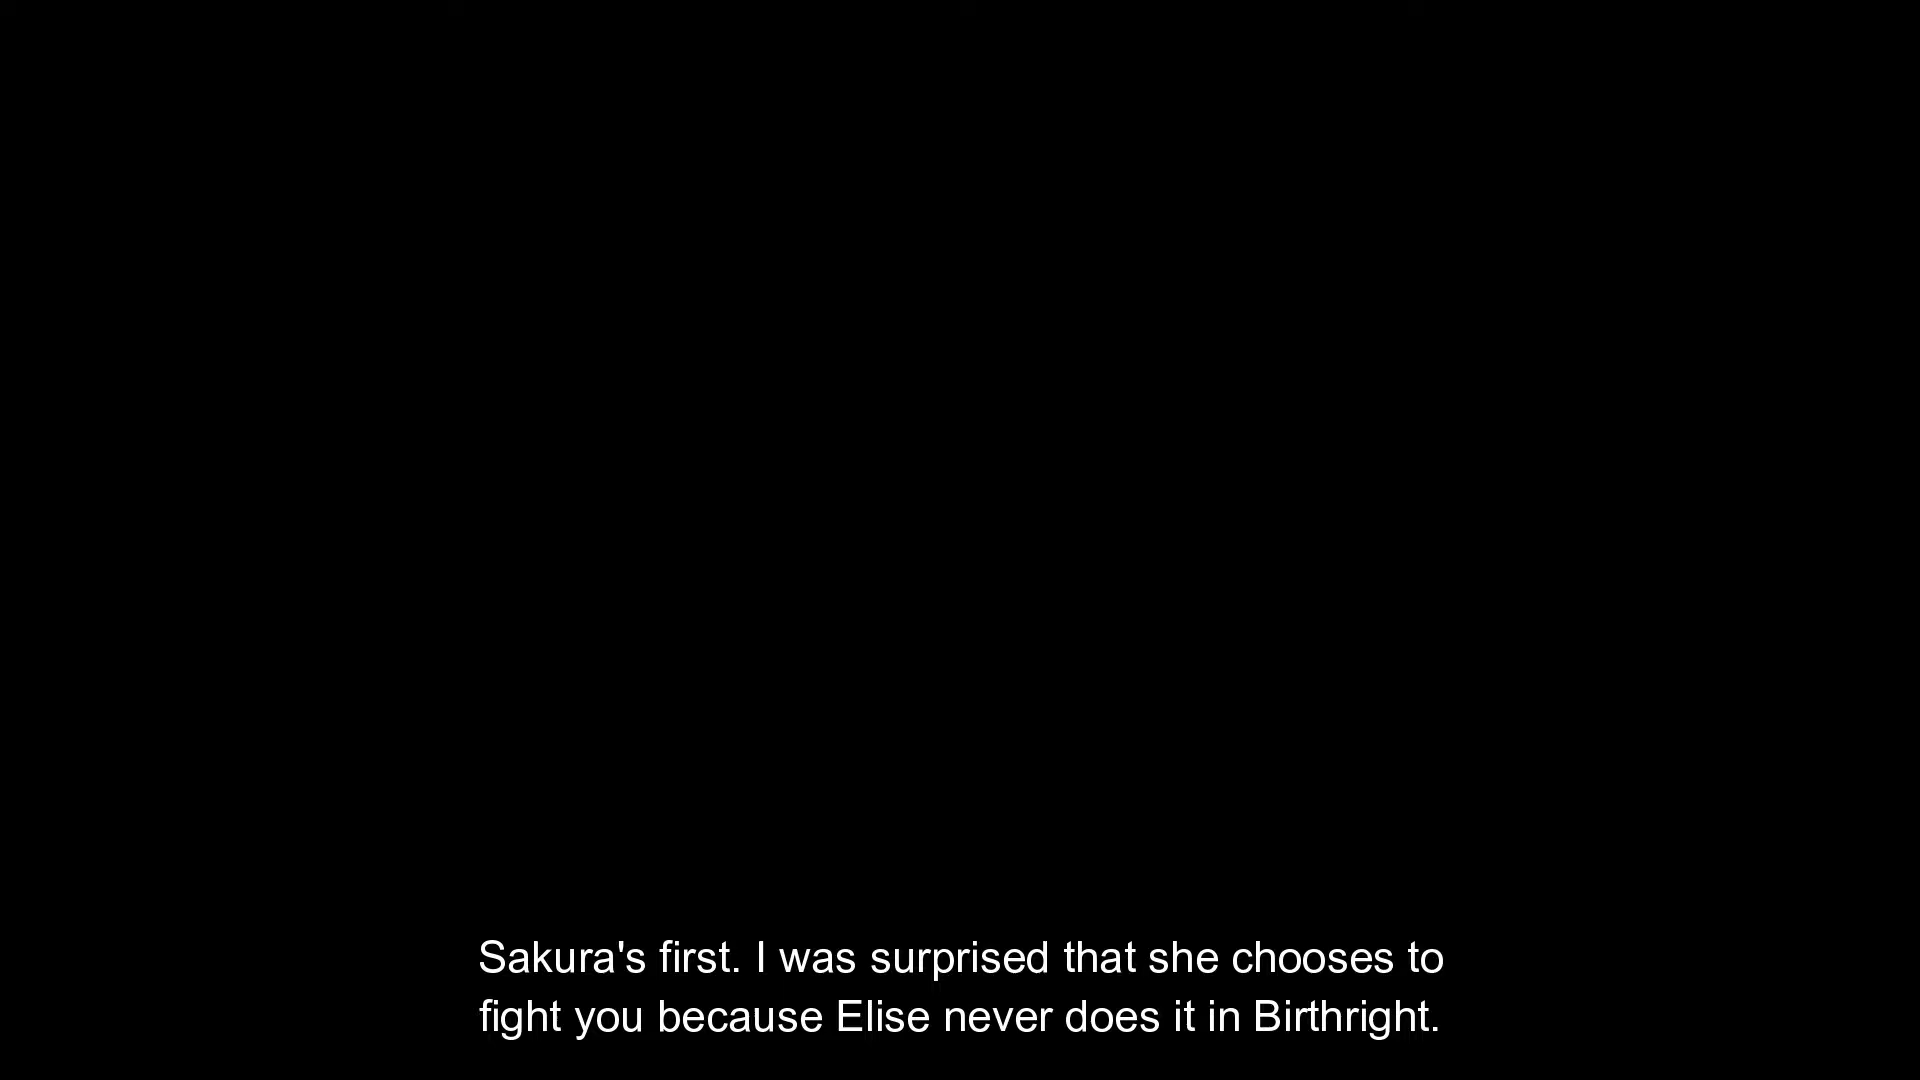 Sakura's first. I was surprised that she chooses to
fight you because Elise never does it in Birthright.